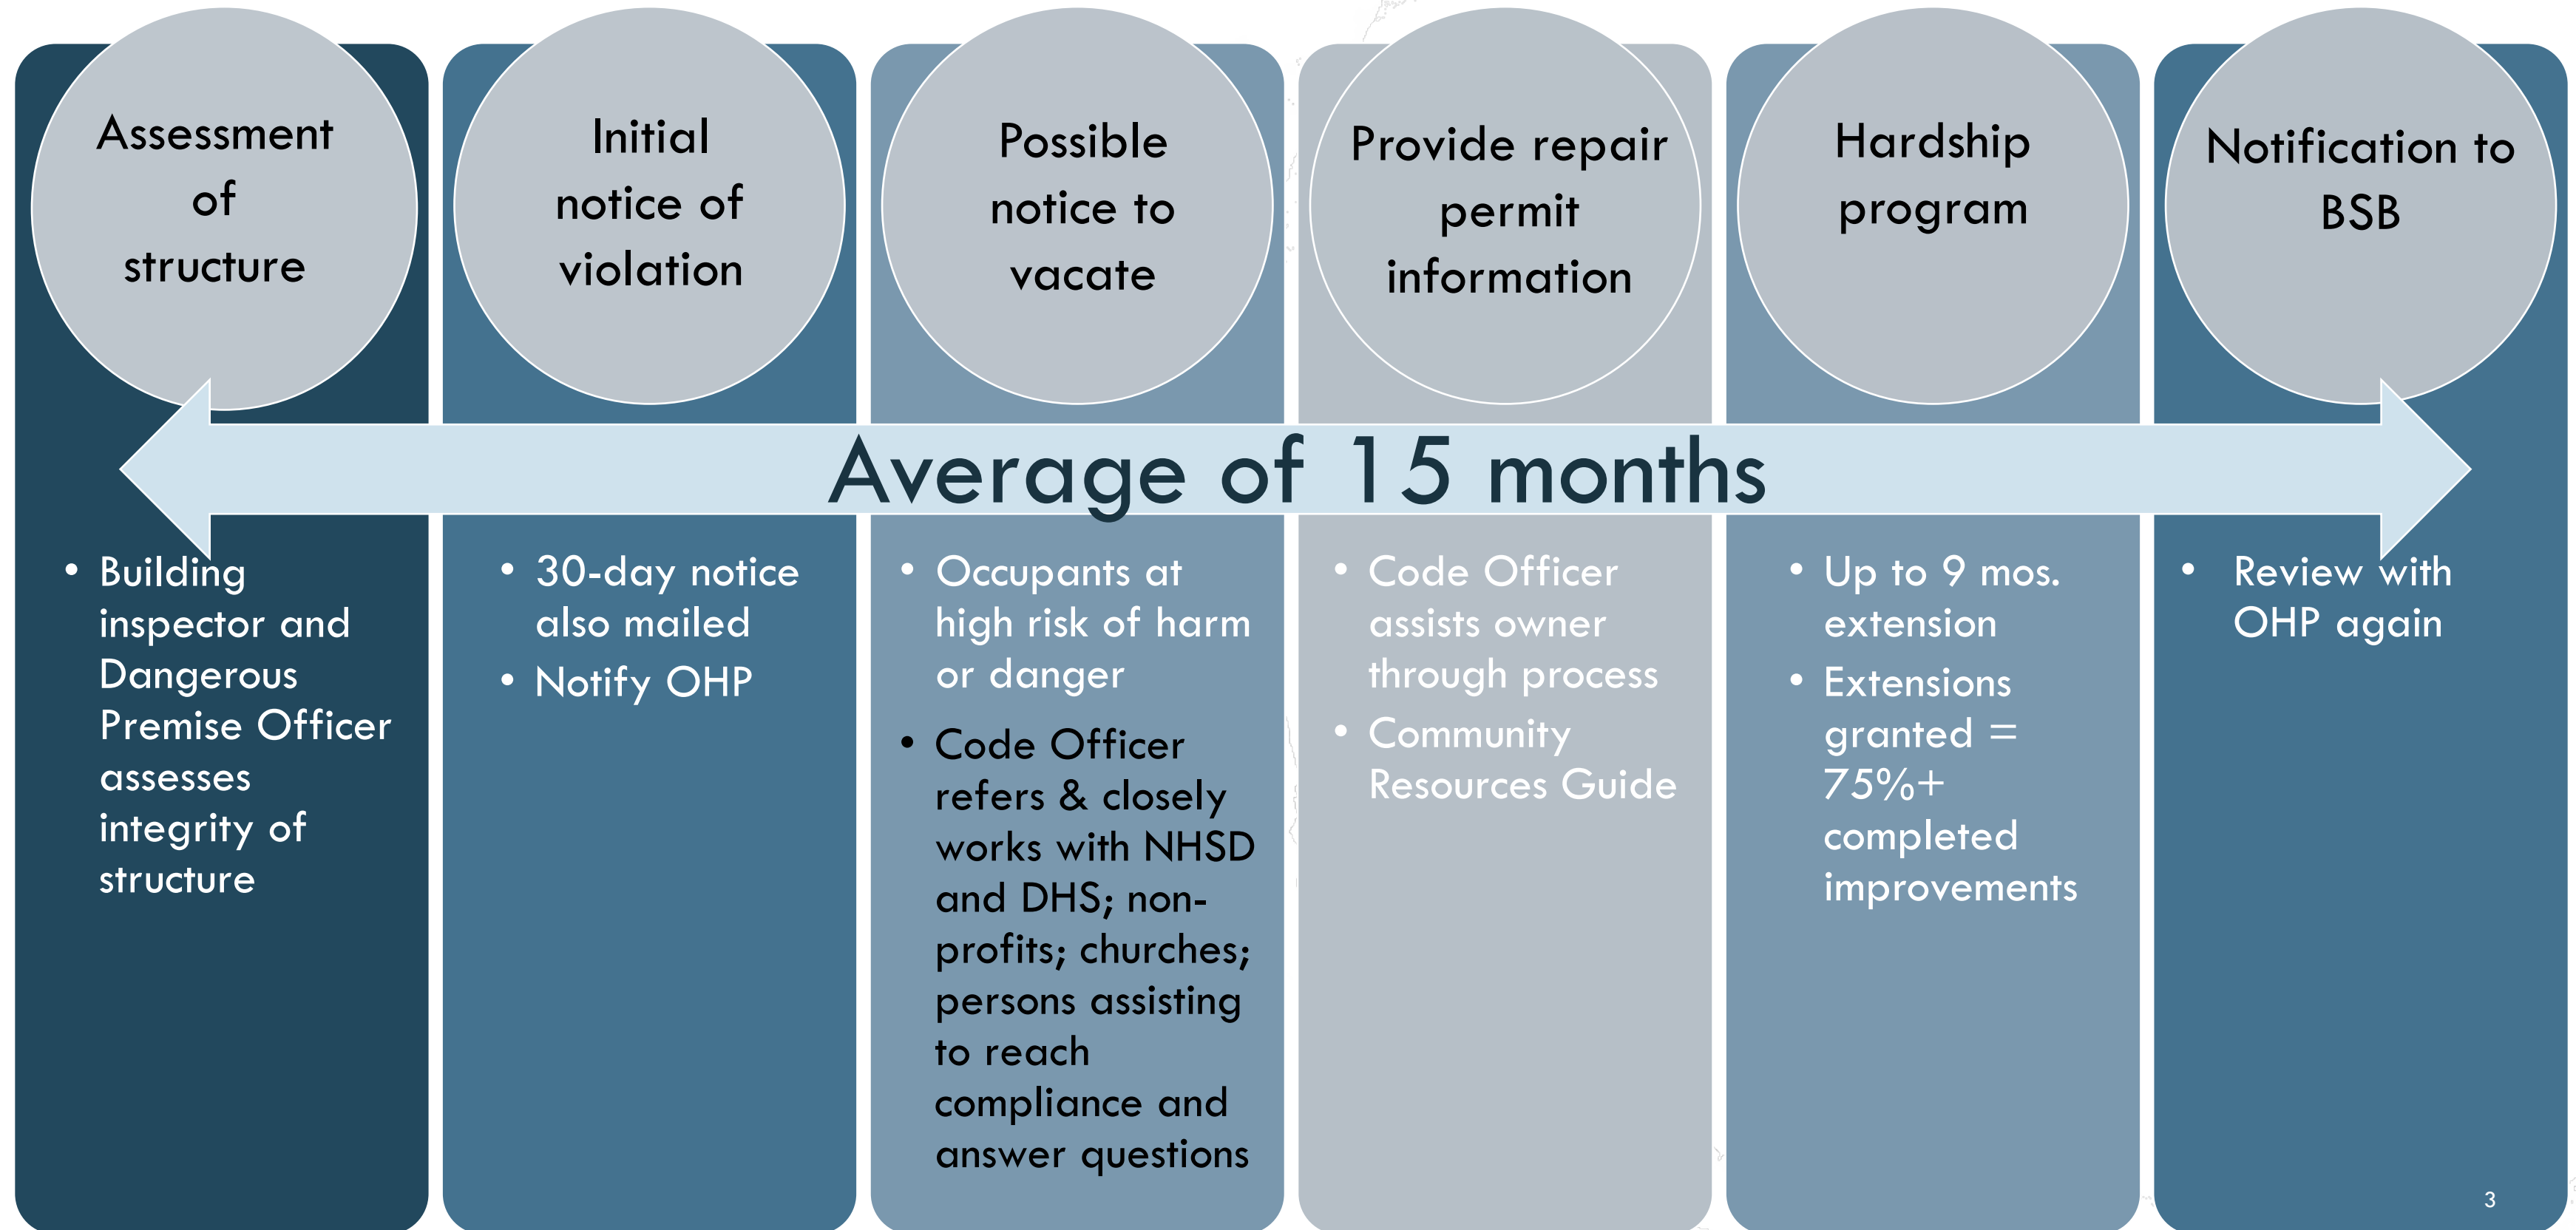 Assessment
of
structure
Initial
notice of
violation
Possible
notice to
vacate
Provide repair
permit
information
Hardship
program
Notification to
BSB
Average of 15 months
• Building
inspector and
Dangerous
Premise Officer
assesses
integrity of
structure
• 30-day notice
also mailed
• Notify OHP
• Occupants at
high risk of harm
or danger
• Code Officer
refers & closely
works with NHSD
and DHS; non-
profits; churches;
persons assisting
to reach
compliance and
answer questions
• Code Officer
assists owner
through process
• Community
Resources Guide
• Up to 9 mos.
extension
• Extensions
granted =
75%+
completed
improvements
• Review with
OHP again
3